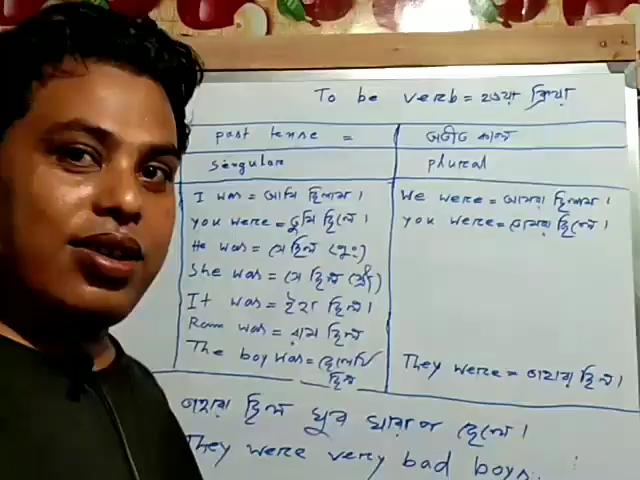 To be verb = হওয়া ক্রিয়া
past tense = অতীত কাল
Singular plural
I was = আমি ছিলাম। We were = আমরা ছিলাম।
you were = তুমি ছিলে। you were = তোমরা ছিলে।
He was = সে ছিল (পুং)
She was = সে ছিল (স্ত্রী)
It was = ইহা ছিল।
Ram was = রাম ছিল
The boy was = ছেলেটি ছিল
They were = তাহারা ছিল।
তাহারা ছিল খুব খারাপ ছেলে।
They were very bad boys.